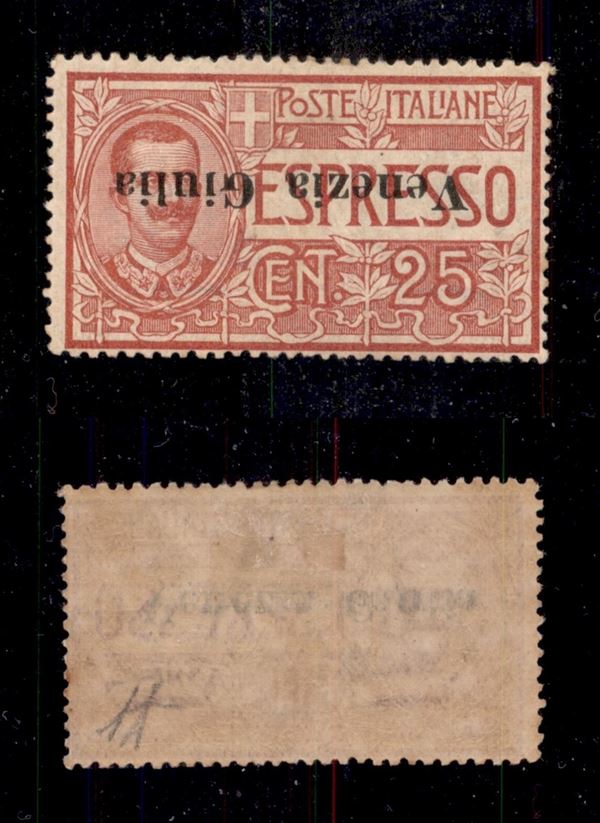 POSTE ITALIANE
Venezia Giulia
ESPRESSO
CENT. 25